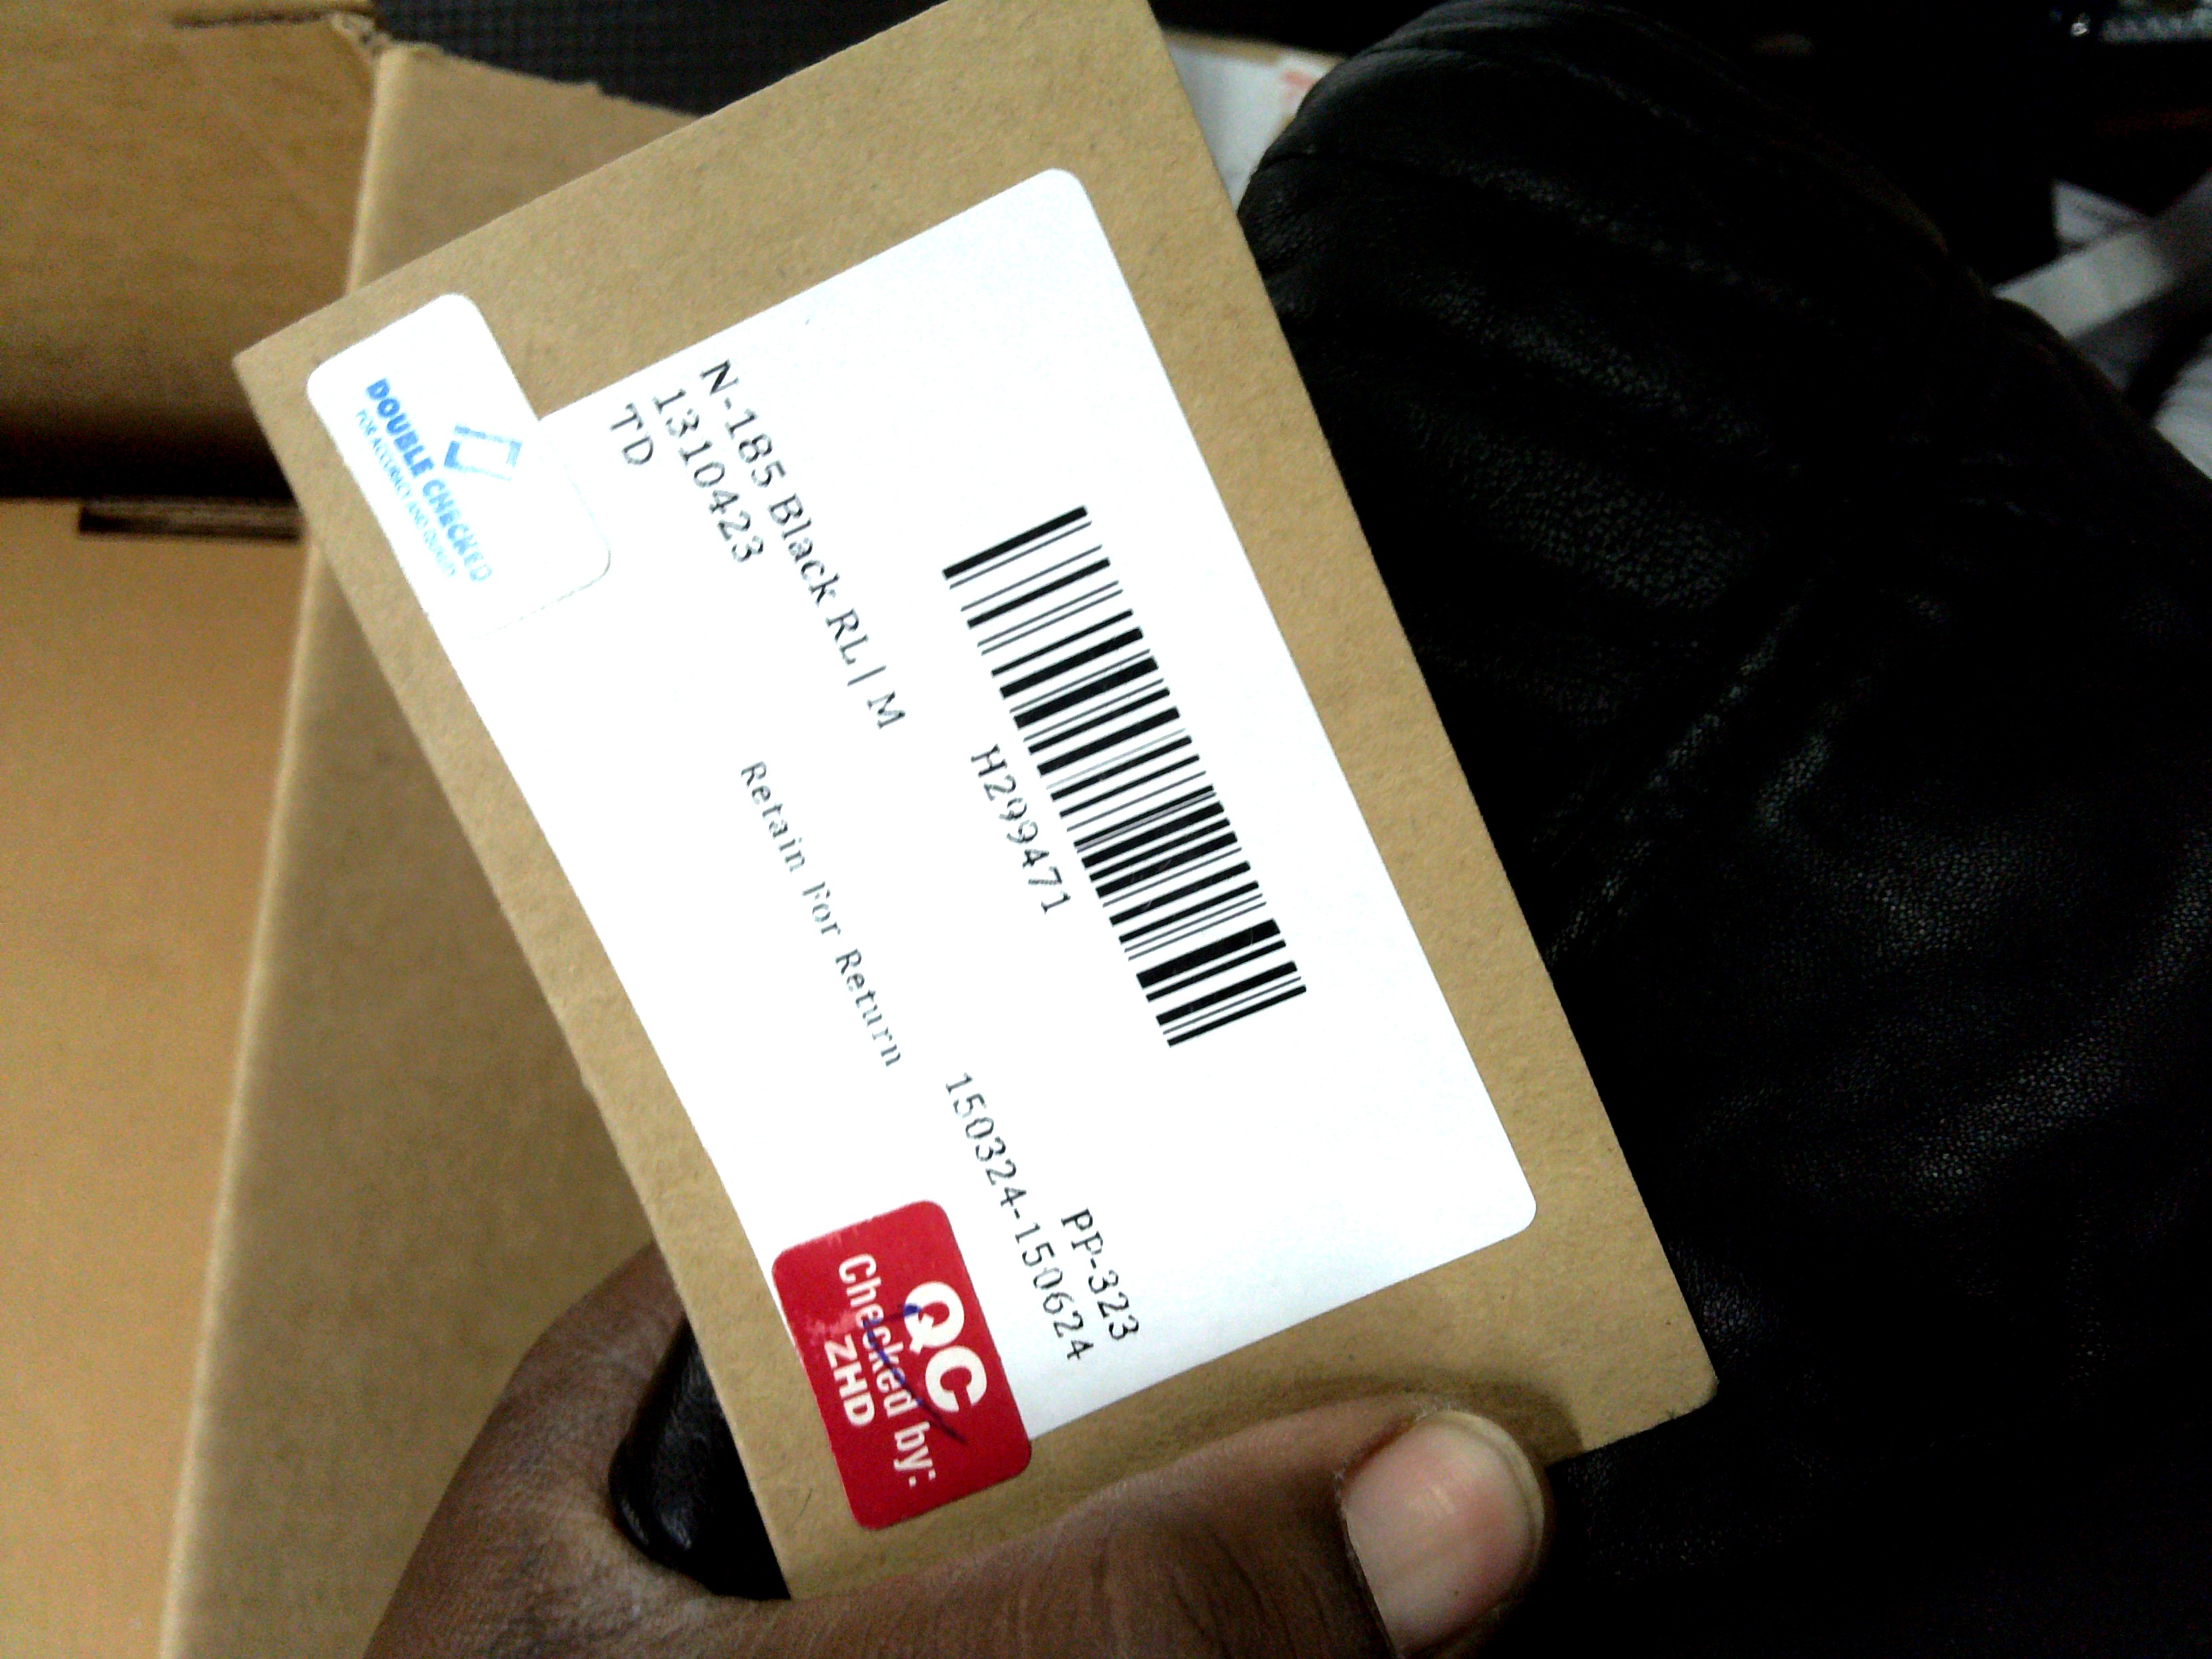 H299471
PP-323
150324-150624
N-185 Black RL | M
1310423
TD
Retain For Return
DOUBLE CHECKED
FOR ACCURACY AND QUALITY
QC
Checked by:
ZHD